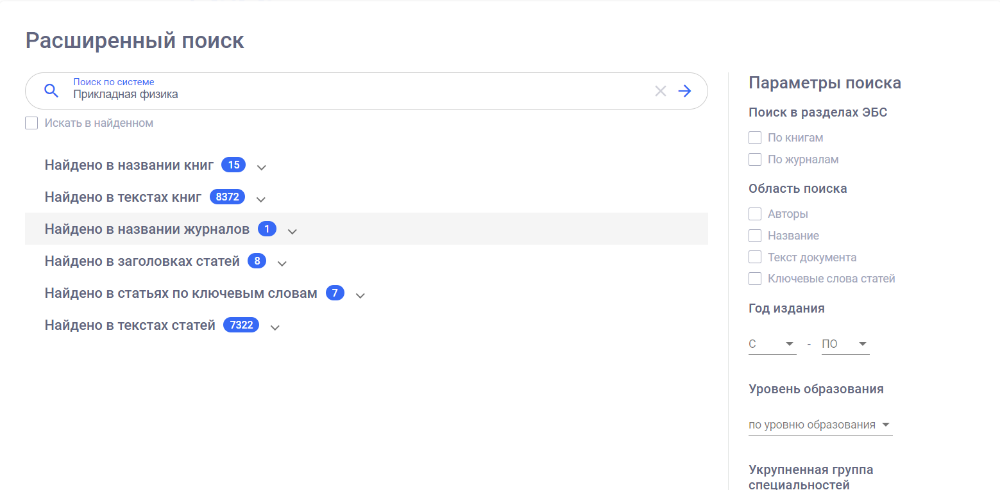 Расширенный поиск
Поиск по системе
Прикладная физика
Искать в найденном
Найдено в названии книг 15
Найдено в текстах книг 8372
Найдено в названии журналов 1
Найдено в заголовках статей 8
Найдено в статьях по ключевым словам 7
Найдено в текстах статей 7322
Параметры поиска
Поиск в разделах ЭБС
По книгам
По журналам
Область поиска
Авторы
Название
Текст документа
Ключевые слова статей
Год издания
С - ПО
Уровень образования
по уровню образования
Укрупненная группа
специальностей